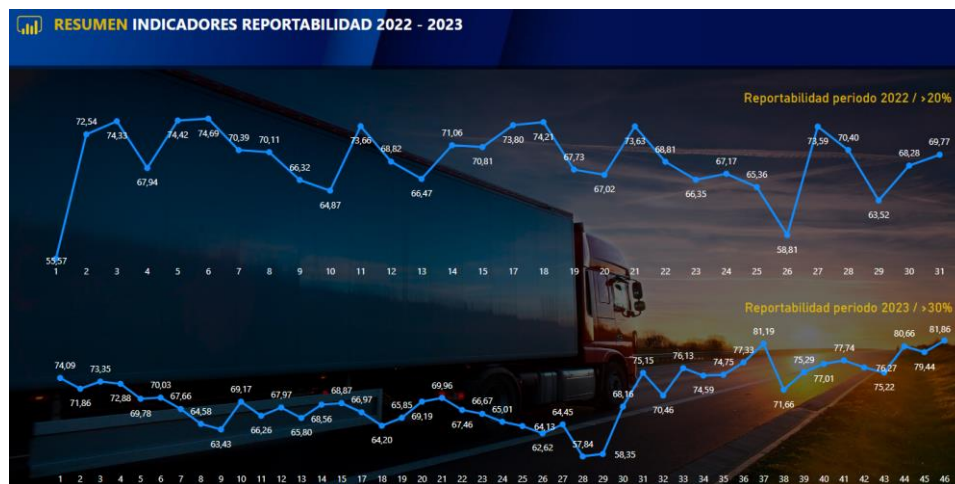 RESUMEN INDICADORES REPORTABILIDAD 2022 - 2023
Reportabilidad periodo 2022 / >20%
55,57 72,54 74,33 67,94 74,42 74,69 70,39 70,11 66,32 64,87 73,66 68,82 66,47 71,06 70,81 73,80 74,21 67,73 67,02 73,63 68,81 66,35 67,17 65,36 58,81 73,59 70,40 63,52 68,28 69,77
1 2 3 4 5 6 7 8 9 10 11 12 13 14 15 17 18 19 20 21 22 23 24 25 26 27 28 29 30 31
Reportabilidad periodo 2023 / >30%
74,09 71,86 73,35 72,88 69,78 70,03 67,66 64,58 63,43 69,17 66,26 67,97 65,80 68,56 68,87 66,97 64,20 65,85 69,19 69,96 67,46 66,67 65,01 64,13 62,62 64,45 57,84 58,35 68,16 75,15 70,46 76,13 74,59 74,75 77,33 81,19 71,66 75,29 77,01 77,74 76,27 75,22 80,66 79,44 81,86
1 2 3 4 5 6 7 8 9 10 11 12 13 14 15 17 18 19 20 21 22 23 24 25 26 27 28 29 30 31 32 33 34 35 36 37 38 39 40 41 42 43 44 45 46